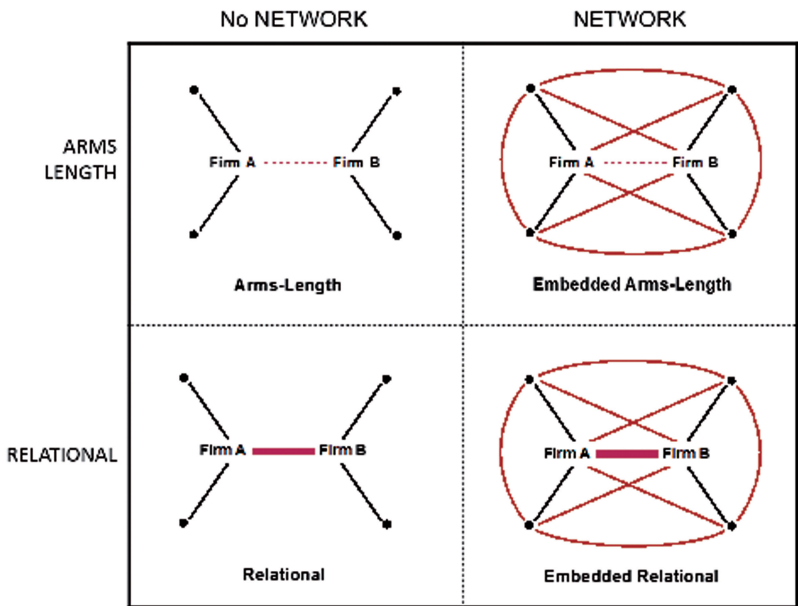 No NETWORK
NETWORK
ARMS
LENGTH
Firm A
Firm B
Firm A
Firm B
Arms-Length
Embedded Arms-Length
RELATIONAL
Firm A
Firm B
Firm A
Firm B
Relational
Embedded Relational